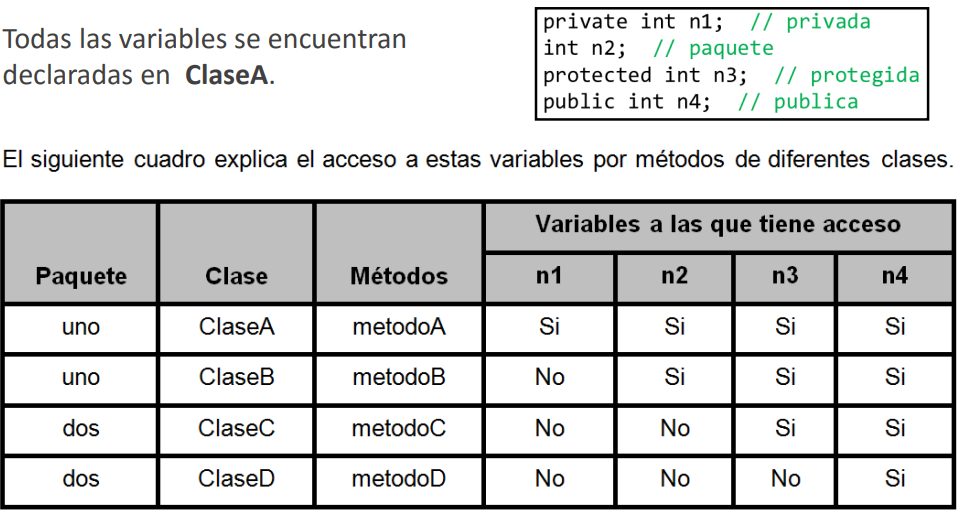 Todas las variables se encuentran
declaradas en ClaseA.
private int n1; // privada
int n2; // paquete
protected int n3; // protegida
public int n4; // publica
El siguiente cuadro explica el acceso a estas variables por métodos de diferentes clases.
Variables a las que tiene acceso
Paquete Clase Métodos n1 n2 n3 n4
uno ClaseA metodoA Si Si Si Si
uno ClaseB metodoB No Si Si Si
dos ClaseC metodoC No No Si Si
dos ClaseD metodoD No No No Si